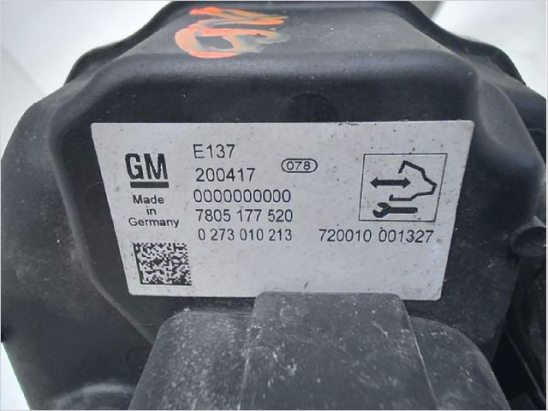 GM
Made
in
Germany
E137
200417
078
0000000000
7805 177 520
0 273 010 213
720010 001327